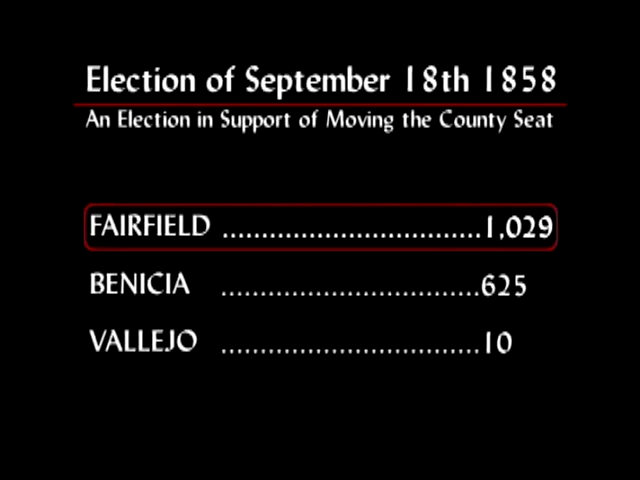 Election of September 18th 1858
An Election in Support of Moving the County Seat
FAIRFIELD .................................1,029
BENICIA .................................625
VALLEJO .................................10